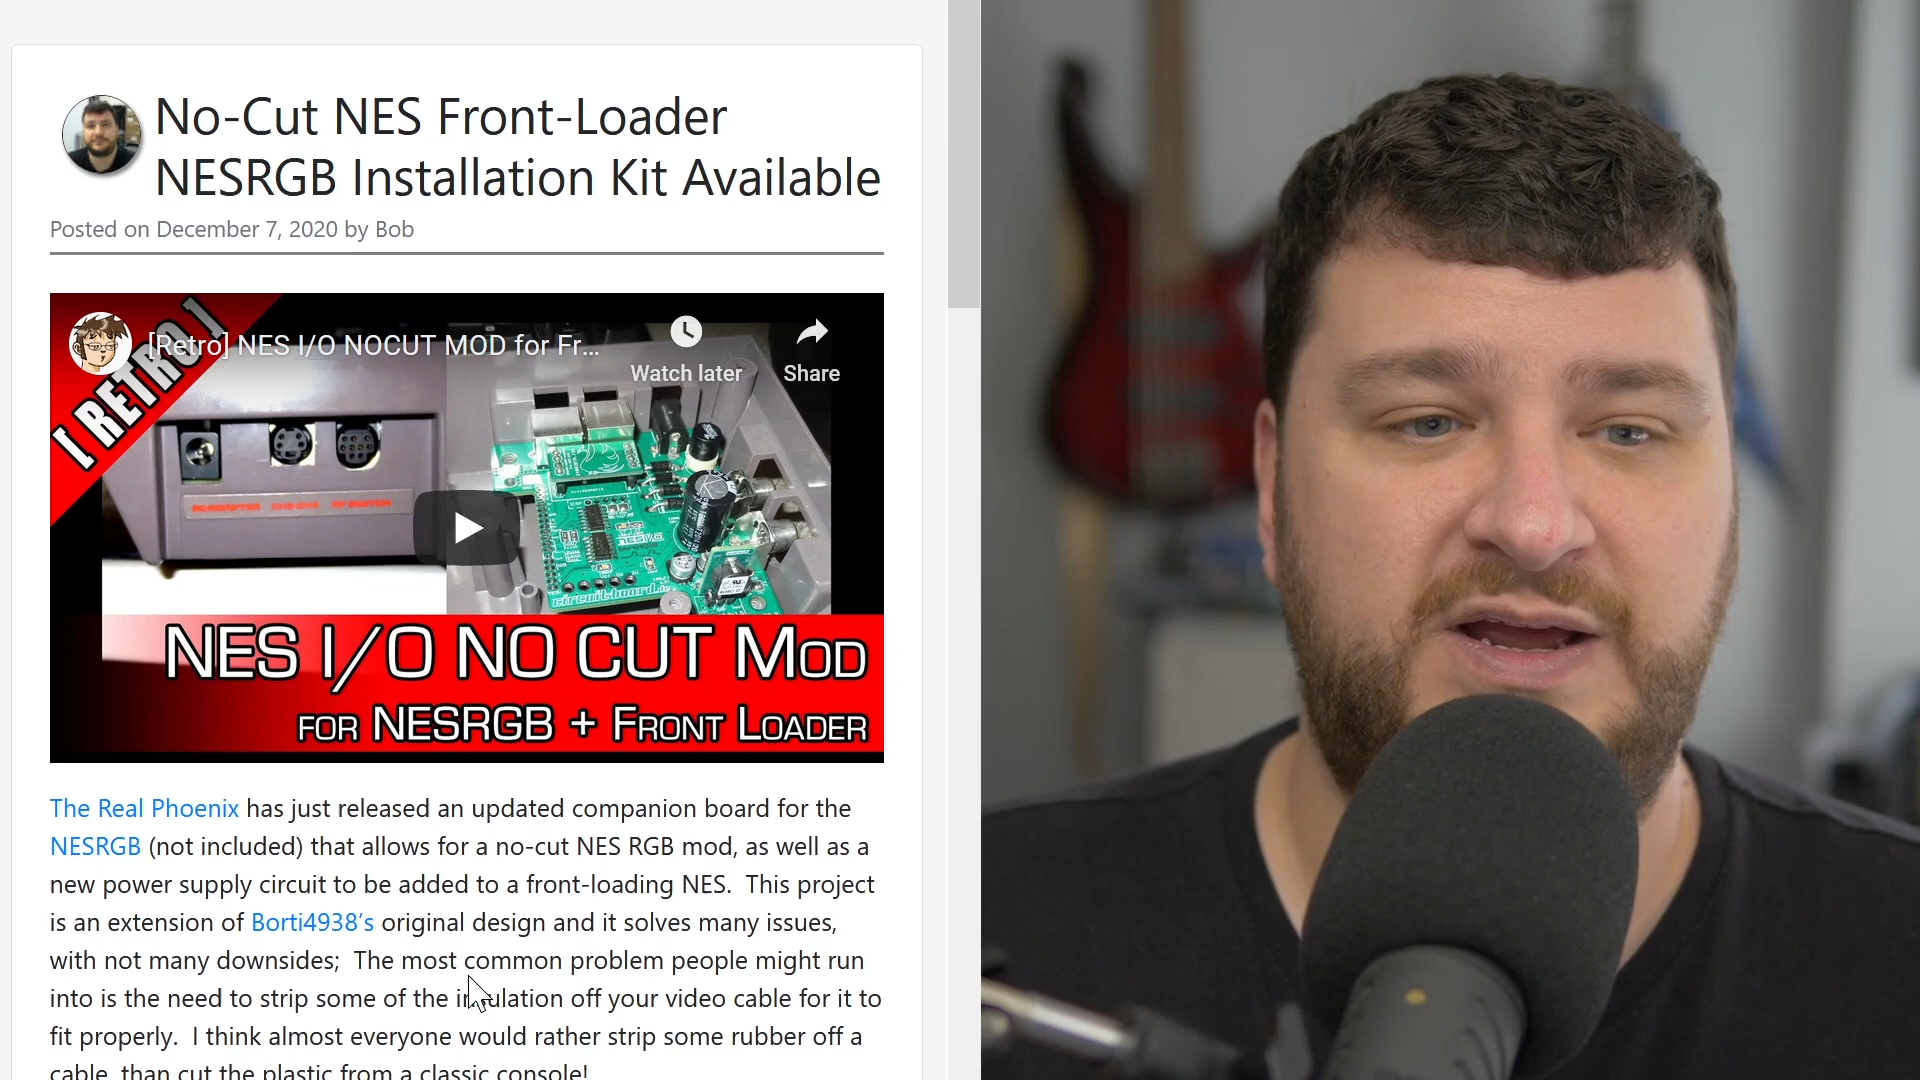 No-Cut NES Front-Loader
NESRGB Installation Kit Available
Posted on December 7, 2020 by Bob
[Retro] NES I/O NOCUT MOD for Fr...
Watch later
Share
[ RETRO ]
NES I/O NO CUT MOD
FOR NESRGB + FRONT LOADER
The Real Phoenix has just released an updated companion board for the
NESRGB (not included) that allows for a no-cut NES RGB mod, as well as a
new power supply circuit to be added to a front-loading NES. This project
is an extension of Borti4938's original design and it solves many issues,
with not many downsides; The most common problem people might run
into is the need to strip some of the insulation off your video cable for it to
fit properly. I think almost everyone would rather strip some rubber off a
cable, than cut the plastic from a classic console!